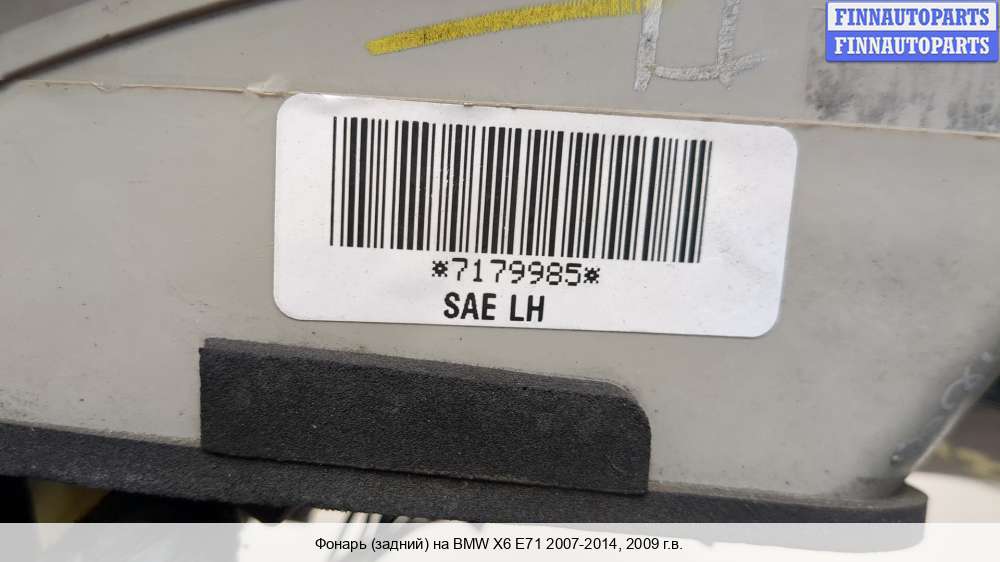 FINNAUTOPARTS
FINNAUTOPARTS
*7179985*
SAE LH
Фонарь (задний) на BMW X6 E71 2007-2014, 2009 г.в.